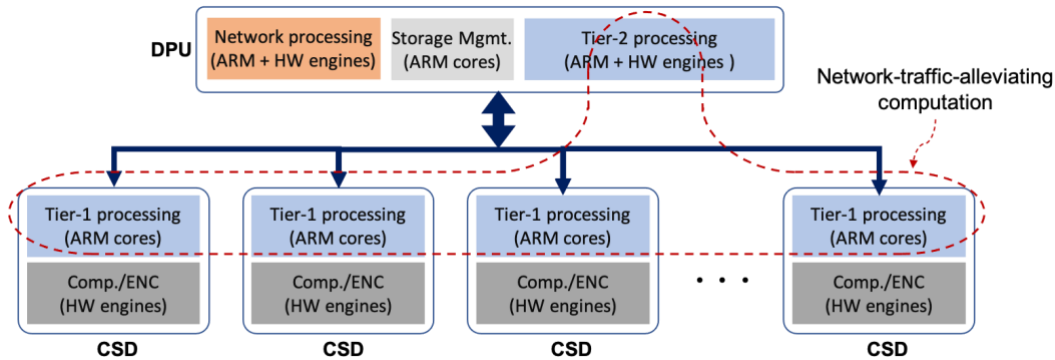 DPU
Network processing
(ARM + HW engines)
Storage Mgmt.
(ARM cores)
Tier-2 processing
(ARM + HW engines )
Network-traffic-alleviating
computation
Tier-1 processing
(ARM cores)
Comp./ENC
(HW engines)
CSD
Tier-1 processing
(ARM cores)
Comp./ENC
(HW engines)
CSD
Tier-1 processing
(ARM cores)
Comp./ENC
(HW engines)
CSD
. . .
Tier-1 processing
(ARM cores)
Comp./ENC
(HW engines)
CSD